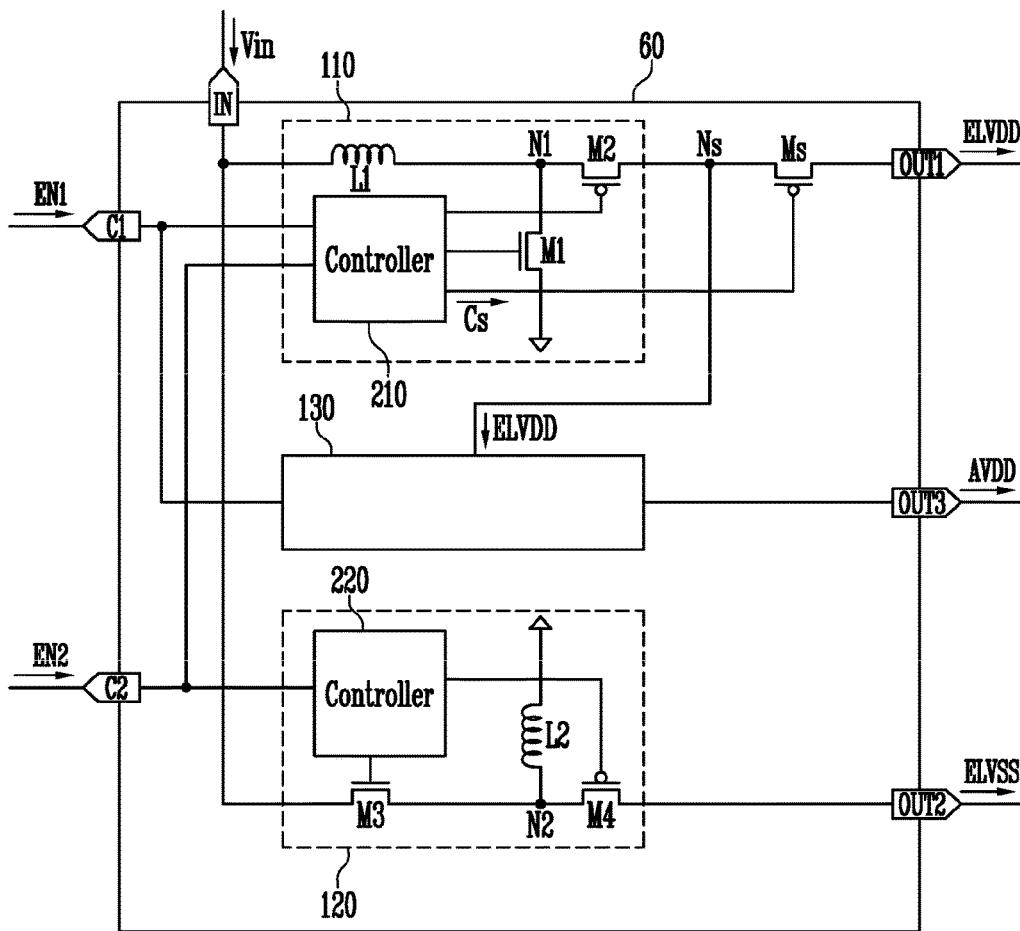 Vin
60
IN
110
ELVDD
N1
M2
Ns
Ms
OUT1
L1
EN1
C1
Controller
M1
Cs
210
130
ELVDD
AVDD
OUT3
220
EN2
C2
Controller
L2
ELVSS
M3
N2
M4
OUT2
120